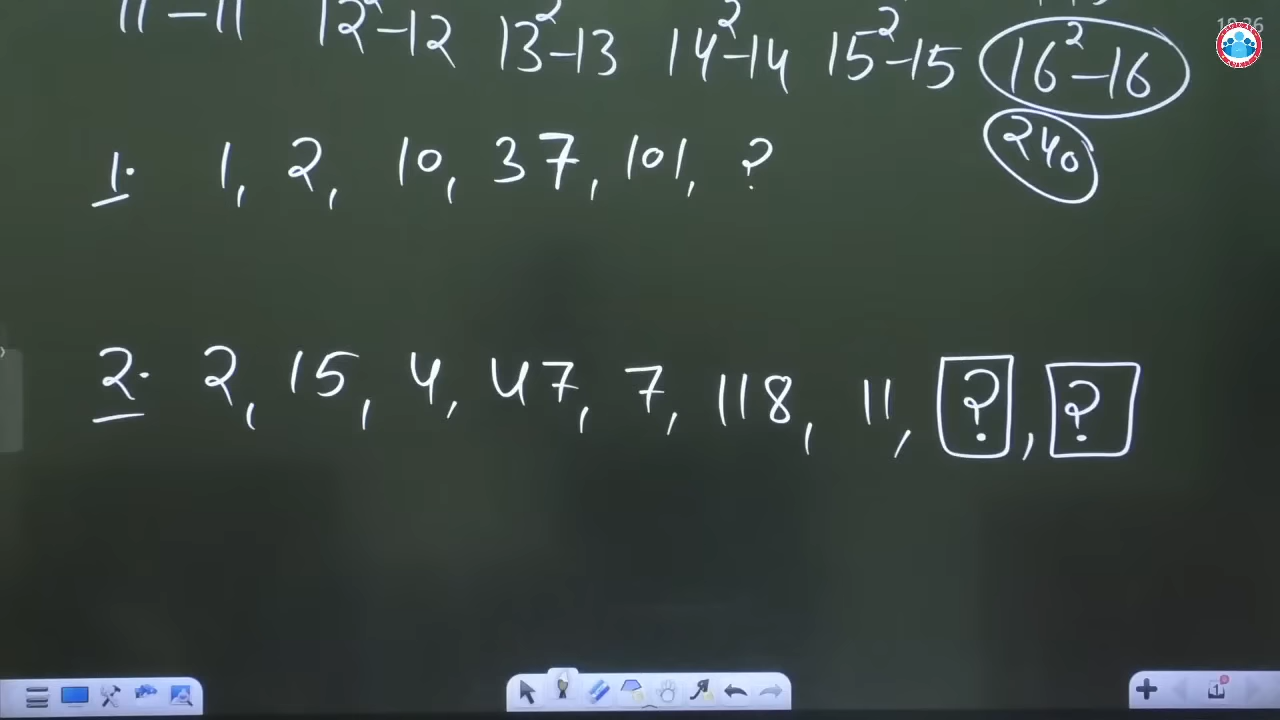 11 – 11 12² – 12 13² – 13 14² – 14 15² – 15 16² – 16
240
1. 1, 2, 10, 37, 101, ?
2. 2, 15, 4, 47, 7, 118, 11, ?, ?
1